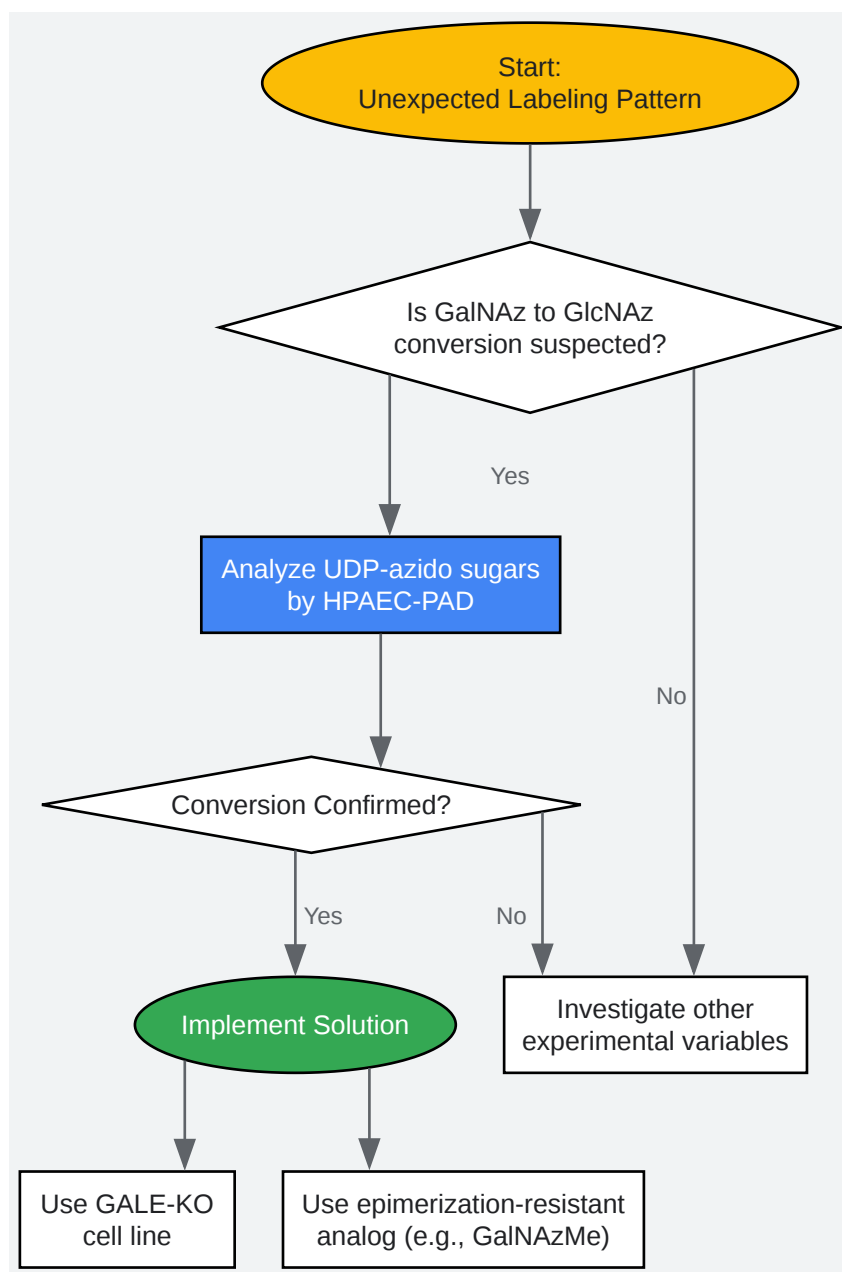 Start:
Unexpected Labeling Pattern
Is GalNAz to GlcNAz
conversion suspected?
Yes
Analyze UDP-azido sugars
by HPAEC-PAD
No
Conversion Confirmed?
Yes
No
Implement Solution
Investigate other
experimental variables
Use GALE-KO
cell line
Use epimerization-resistant
analog (e.g., GalNAzMe)